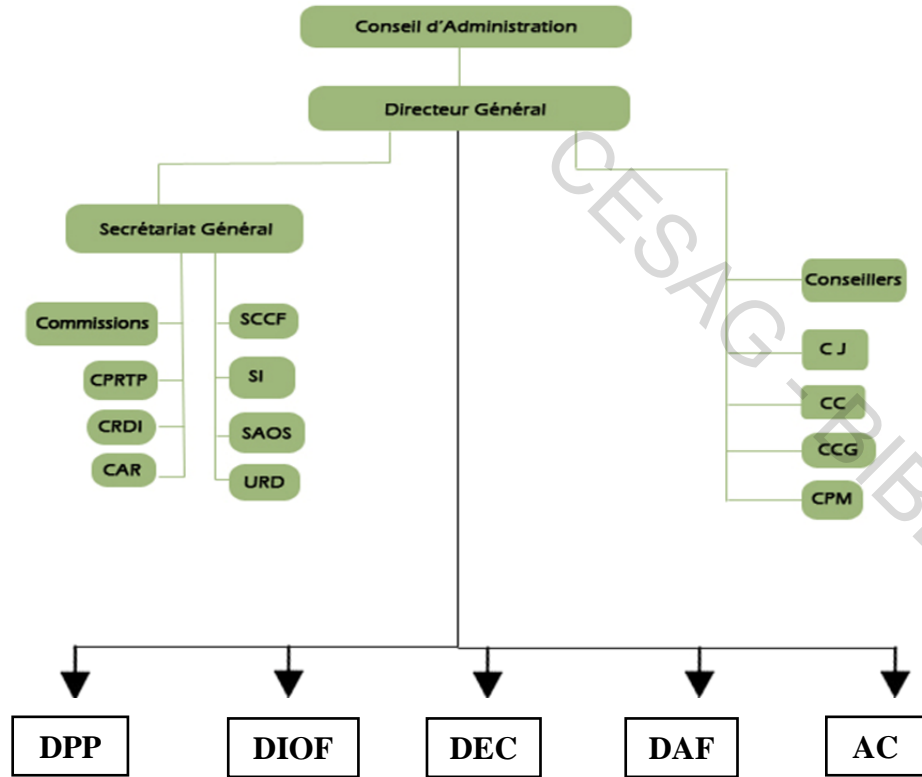 Conseil d'Administration
Directeur Général
Secrétariat Général
Commissions
CPRTP
CRDI
CAR
SCCF
SI
SAOS
URD
Conseillers
C J
CC
CCG
CPM
CESAG - BIB
DPP
DIOF
DEC
DAF
AC